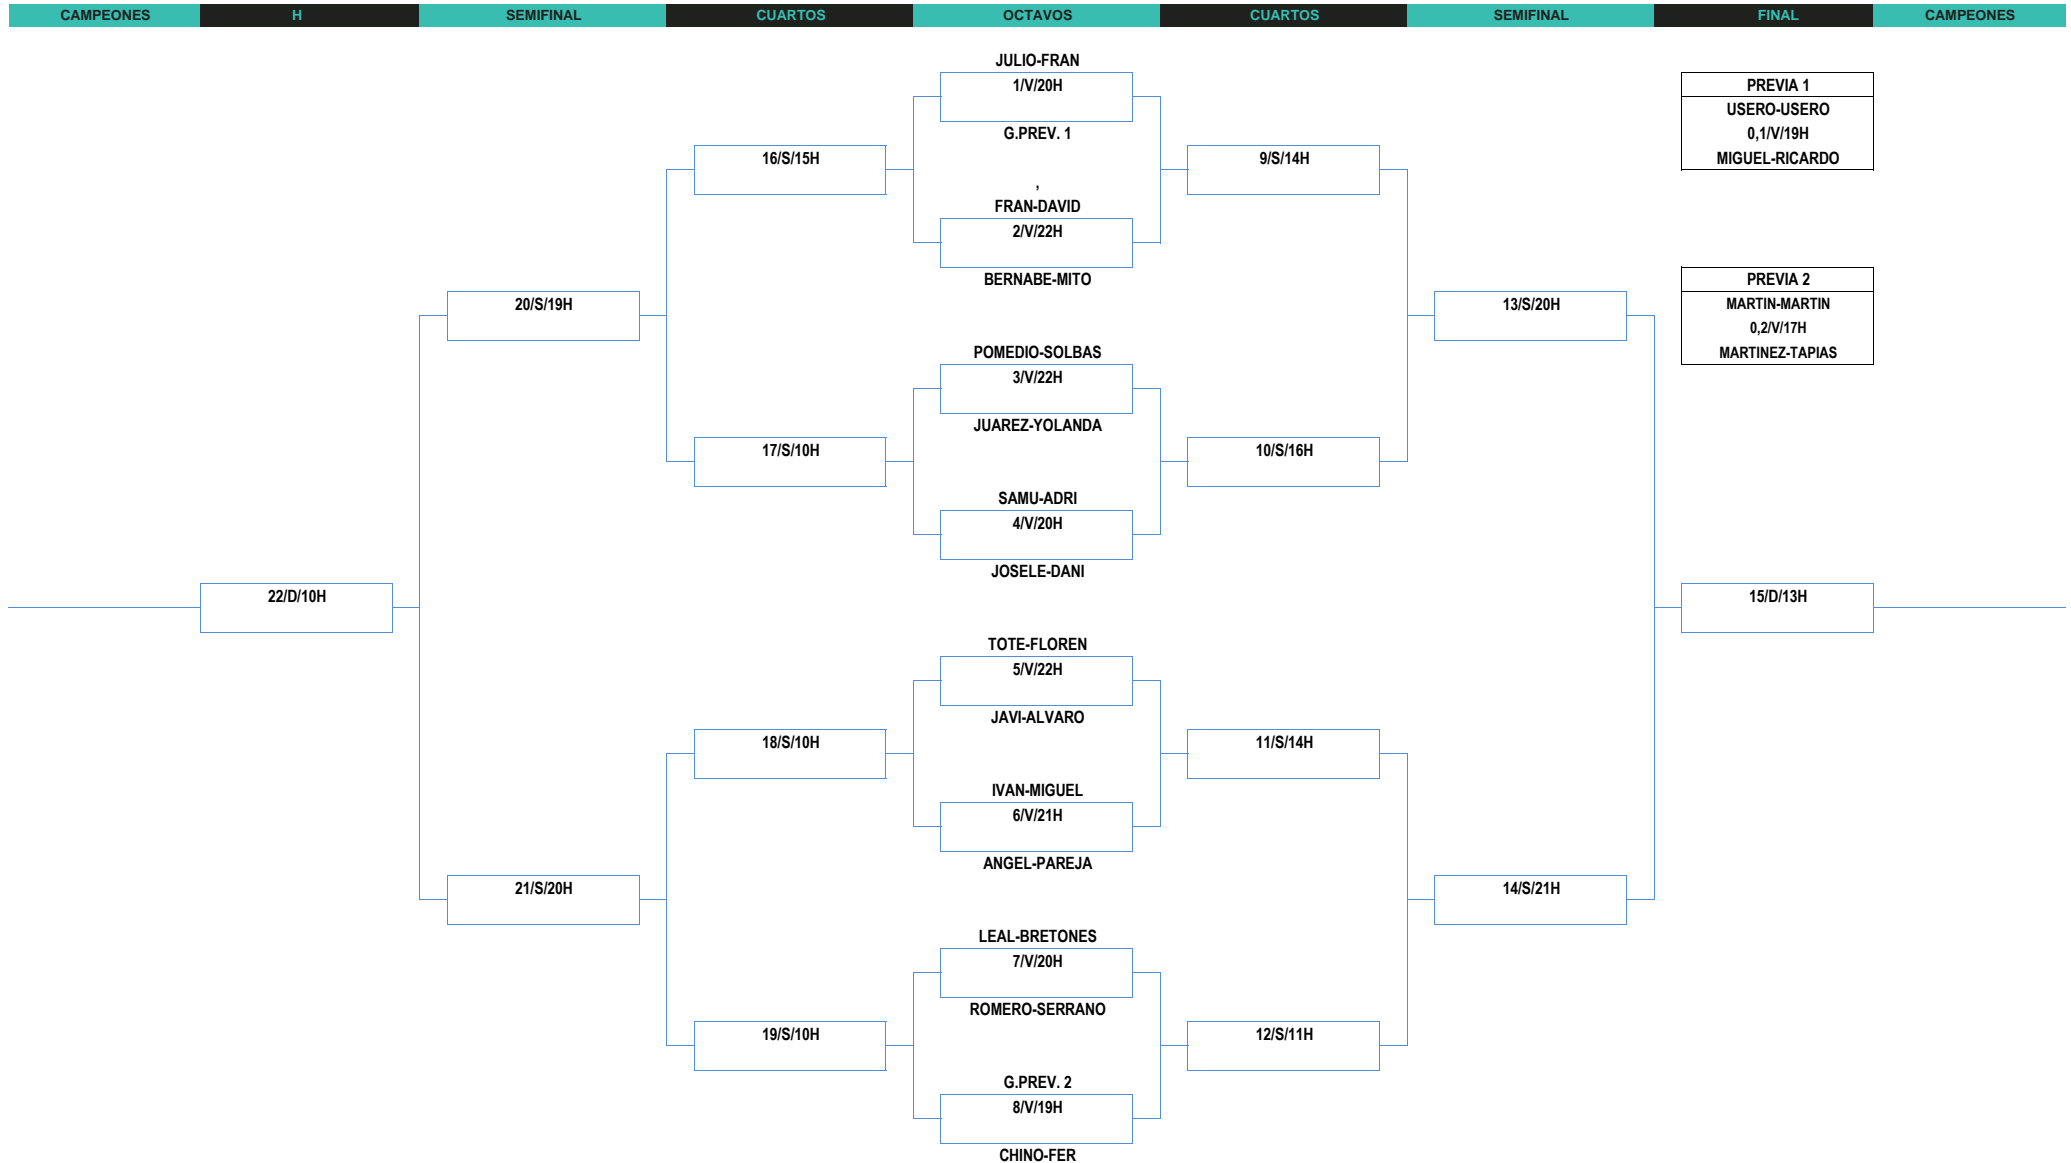 CAMPEONES H SEMIFINAL CUARTOS OCTAVOS CUARTOS SEMIFINAL FINAL CAMPEONES
JULIO-FRAN
1/V/20H PREVIA 1
USERO-USERO
G.PREV. 1 0,1/V/19H
16/S/15H 9/S/14H MIGUEL-RICARDO
,
FRAN-DAVID
2/V/22H
BERNABE-MITO PREVIA 2
20/S/19H 13/S/20H MARTIN-MARTIN
0,2/V/17H
POMEDIO-SOLBAS MARTINEZ-TAPIAS
3/V/22H
JUAREZ-YOLANDA
17/S/10H 10/S/16H
SAMU-ADRI
4/V/20H
JOSELE-DANI
22/D/10H 15/D/13H
TOTE-FLOREN
5/V/22H
JAVI-ALVARO
18/S/10H 11/S/14H
IVAN-MIGUEL
6/V/21H
ANGEL-PAREJA
21/S/20H 14/S/21H
LEAL-BRETONES
7/V/20H
ROMERO-SERRANO
19/S/10H 12/S/11H
G.PREV. 2
8/V/19H
CHINO-FER